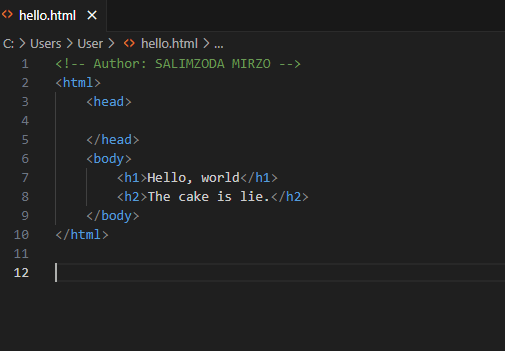 hello.html
C: > Users > User > hello.html > ...
1 <!-- Author: SALIMZODA MIRZO -->
2 <html>
3     <head>
4
5     </head>
6     <body>
7         <h1>Hello, world</h1>
8         <h2>The cake is lie.</h2>
9     </body>
10 </html>
11
12